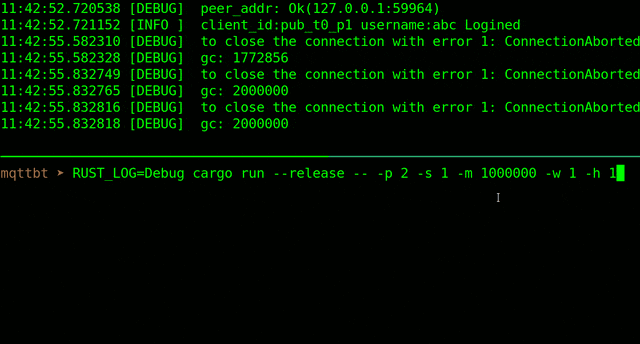 11:42:52.720538 [DEBUG]  peer_addr: Ok(127.0.0.1:59964)
11:42:52.721152 [INFO ]  client_id:pub_t0_p1 username:abc Logined
11:42:55.582310 [DEBUG]  to close the connection with error 1: ConnectionAborted
11:42:55.582328 [DEBUG]  gc: 1772856
11:42:55.832749 [DEBUG]  to close the connection with error 1: ConnectionAborted
11:42:55.832765 [DEBUG]  gc: 2000000
11:42:55.832816 [DEBUG]  to close the connection with error 1: ConnectionAborted
11:42:55.832818 [DEBUG]  gc: 2000000
mqttbt ➤ RUST_LOG=Debug cargo run --release -- -p 2 -s 1 -m 1000000 -w 1 -h 1